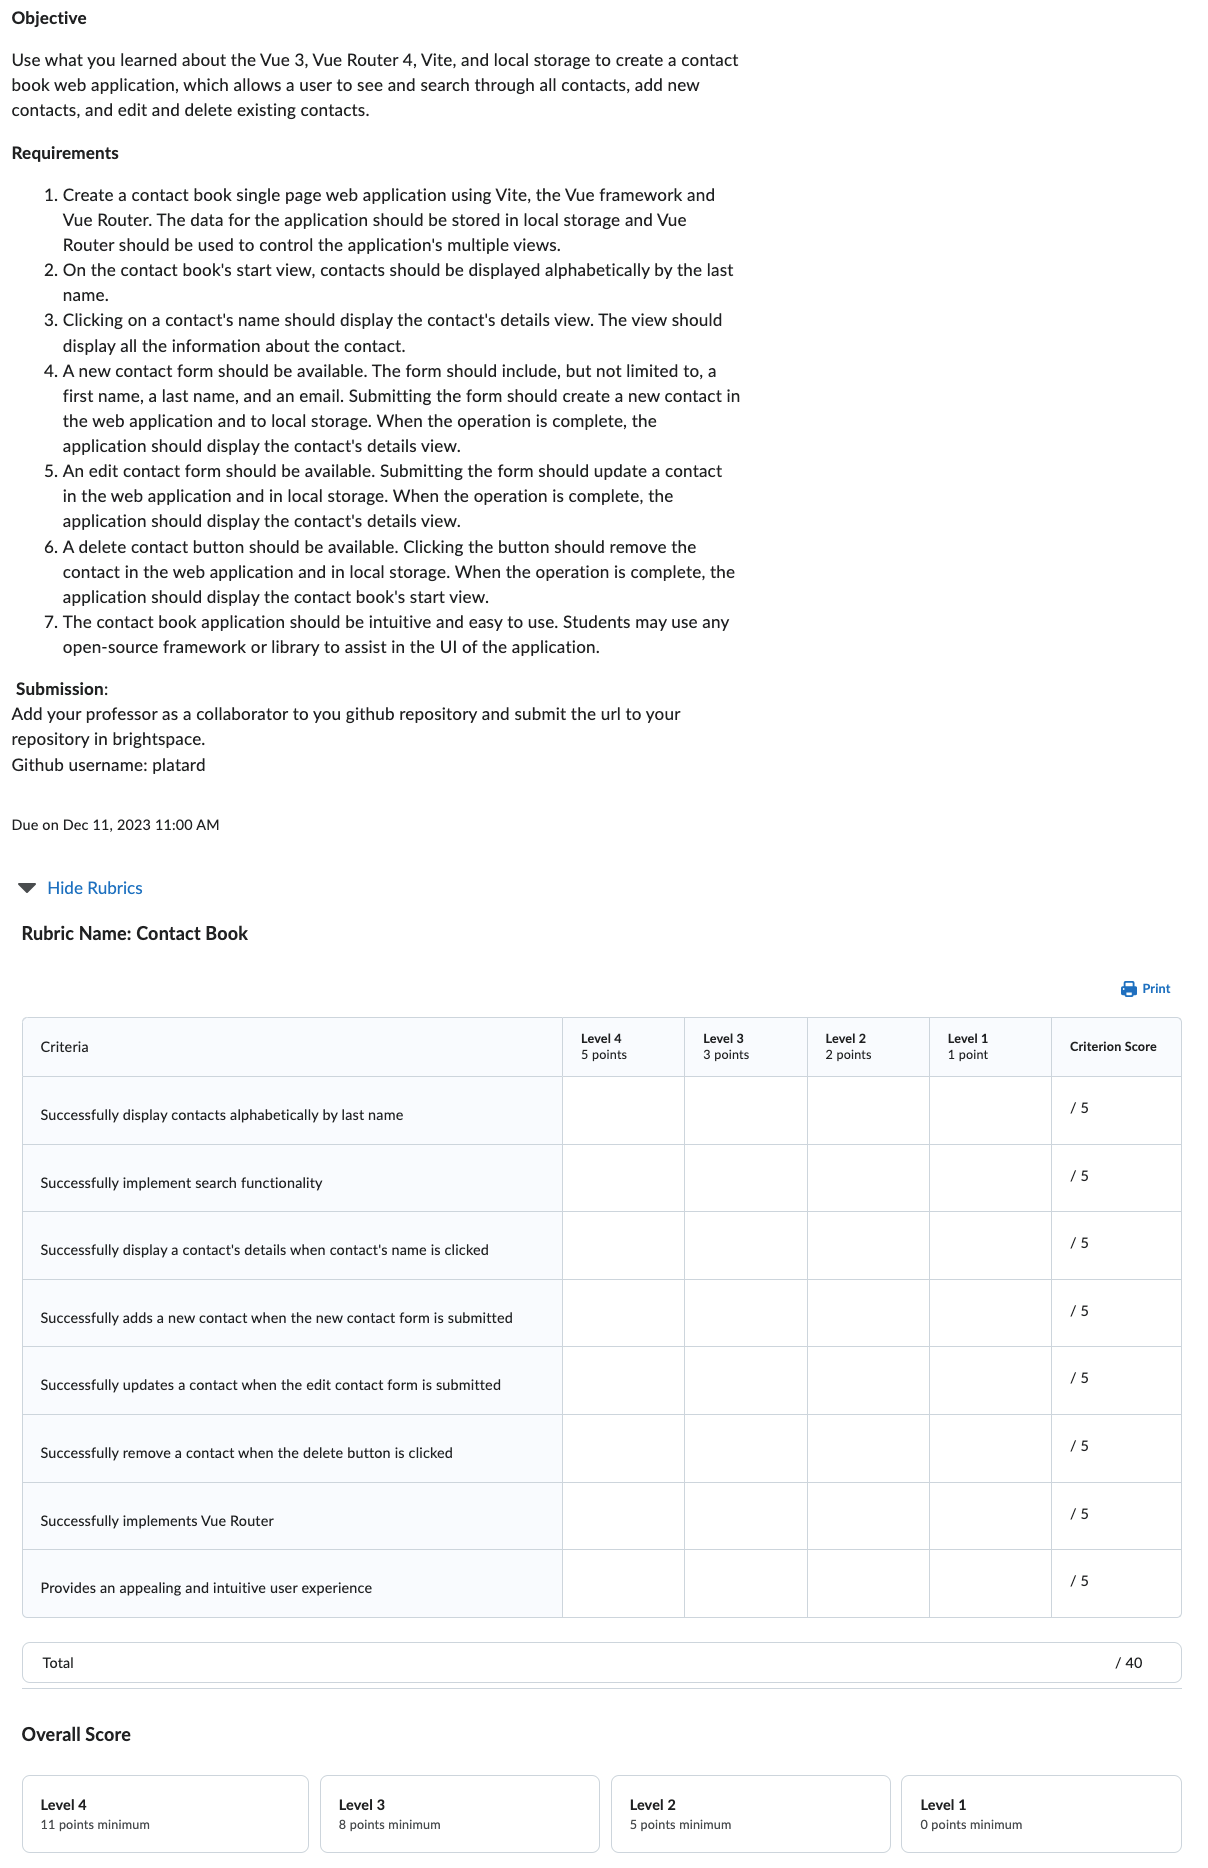 Objective
Use what you learned about the Vue 3, Vue Router 4, Vite, and local storage to create a contact
book web application, which allows a user to see and search through all contacts, add new
contacts, and edit and delete existing contacts.
Requirements
1. Create a contact book single page web application using Vite, the Vue framework and
Vue Router. The data for the application should be stored in local storage and Vue
Router should be used to control the application's multiple views.
2. On the contact book's start view, contacts should be displayed alphabetically by the last
name.
3. Clicking on a contact's name should display the contact's details view. The view should
display all the information about the contact.
4. A new contact form should be available. The form should include, but not limited to, a
first name, a last name, and an email. Submitting the form should create a new contact in
the web application and to local storage. When the operation is complete, the
application should display the contact's details view.
5. An edit contact form should be available. Submitting the form should update a contact
in the web application and in local storage. When the operation is complete, the
application should display the contact's details view.
6. A delete contact button should be available. Clicking the button should remove the
contact in the web application and in local storage. When the operation is complete, the
application should display the contact book's start view.
7. The contact book application should be intuitive and easy to use. Students may use any
open-source framework or library to assist in the UI of the application.
Submission:
Add your professor as a collaborator to you github repository and submit the url to your
repository in brightspace.
Github username: platard
Due on Dec 11, 2023 11:00 AM
Hide Rubrics
Rubric Name: Contact Book
Print
Criteria
Level 4
5 points
Level 3
3 points
Level 2
2 points
Level 1
1 point
Criterion Score
Successfully display contacts alphabetically by last name
/ 5
Successfully implement search functionality
/ 5
Successfully display a contact's details when contact's name is clicked
/ 5
Successfully adds a new contact when the new contact form is submitted
/ 5
Successfully updates a contact when the edit contact form is submitted
/ 5
Successfully remove a contact when the delete button is clicked
/ 5
Successfully implements Vue Router
/ 5
Provides an appealing and intuitive user experience
/ 5
Total
/ 40
Overall Score
Level 4
11 points minimum
Level 3
8 points minimum
Level 2
5 points minimum
Level 1
0 points minimum